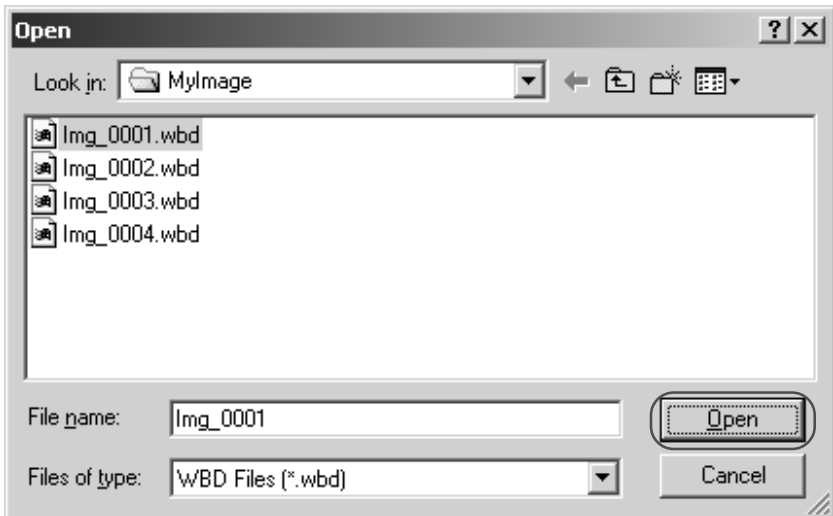 Open
Look in: MyImage
Img_0001.wbd
Img_0002.wbd
Img_0003.wbd
Img_0004.wbd
File name: Img_0001 Open
Files of type: WBD Files (*.wbd) Cancel